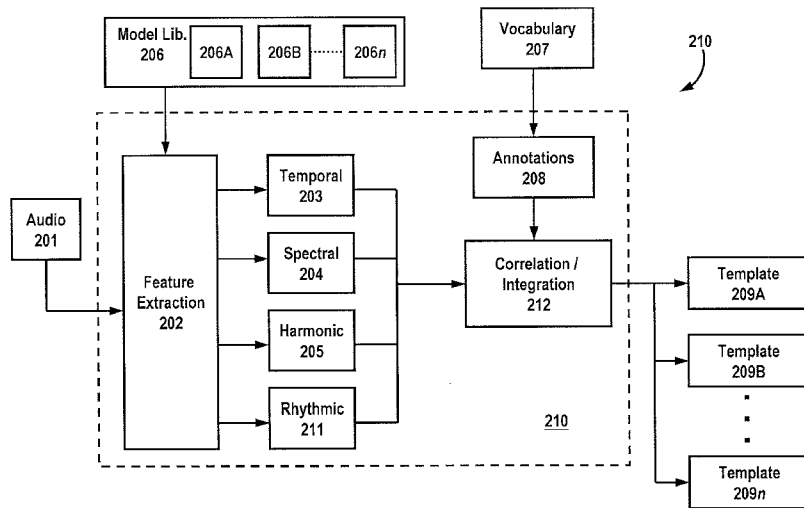 Model Lib.
206
206A
206B
206n
Vocabulary
207
210
Annotations
208
Audio
201
Feature
Extraction
202
Temporal
203
Spectral
204
Harmonic
205
Rhythmic
211
Correlation /
Integration
212
210
Template
209A
Template
209B
Template
209n